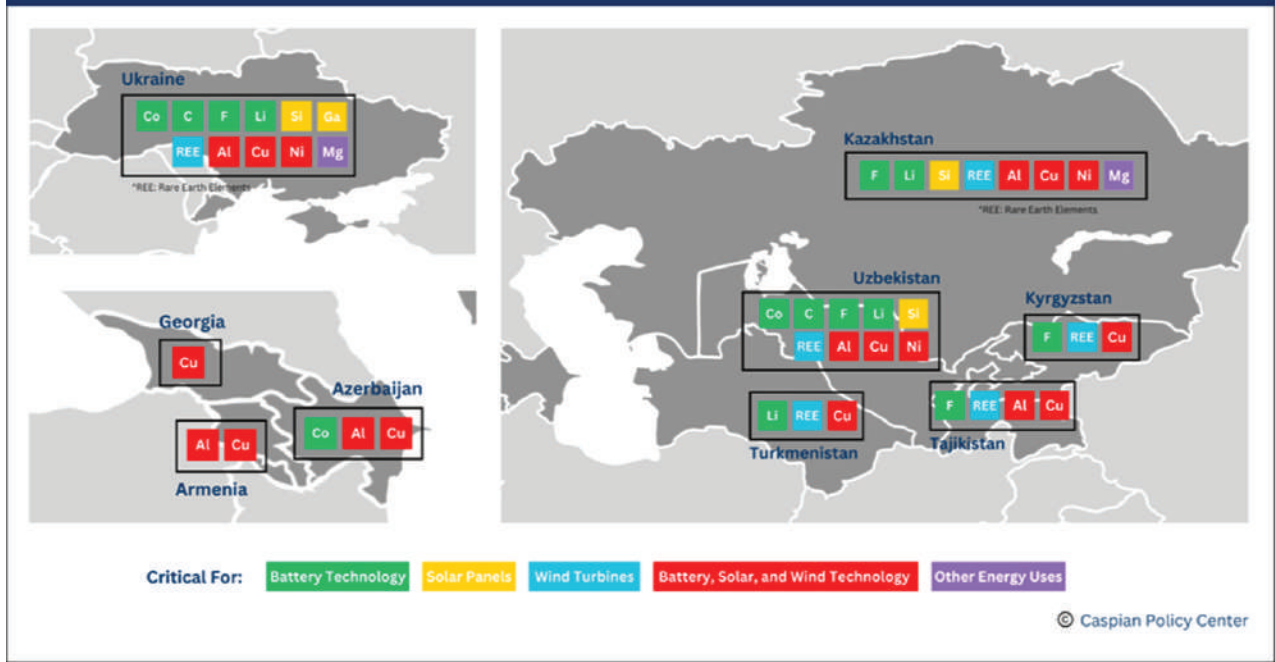 Ukraine
Co C F Li Si Ga
REE Al Cu Ni Mg
*REE: Rare Earth Elements
Kazakhstan
F Li Si REE Al Cu Ni Mg
*REE: Rare Earth Elements
Uzbekistan
Co C F Li Si
REE Al Cu Ni
Kyrgyzstan
F REE Cu
Georgia
Cu
Azerbaijan
Co Al Cu
Al Cu
Armenia
Li REE Cu
Turkmenistan
F REE Al Cu
Tajikistan
Critical For: Battery Technology Solar Panels Wind Turbines Battery, Solar, and Wind Technology Other Energy Uses
© Caspian Policy Center